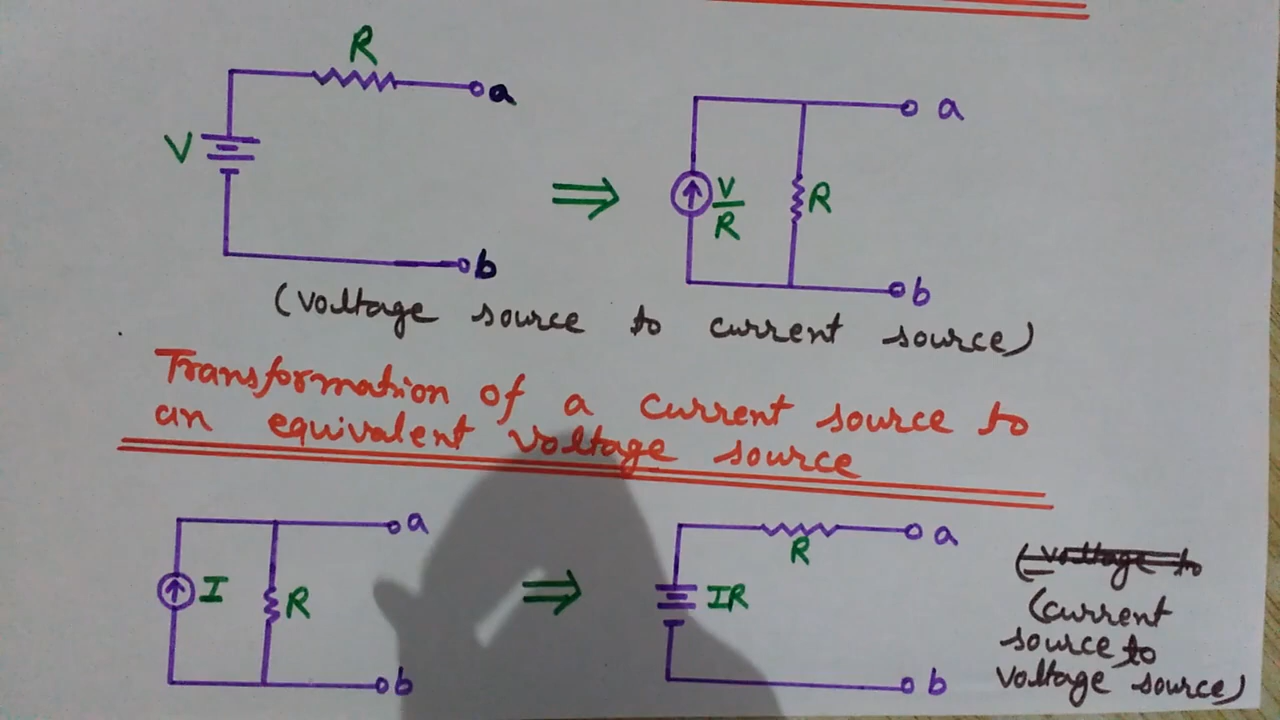 R
a
V
b
a
V
R
R
b
(voltage source to current source)
Transformation of a current source to
an equivalent voltage source
a
I
R
b
R
a
IR
b
(voltage to
(current
source to
voltage source)